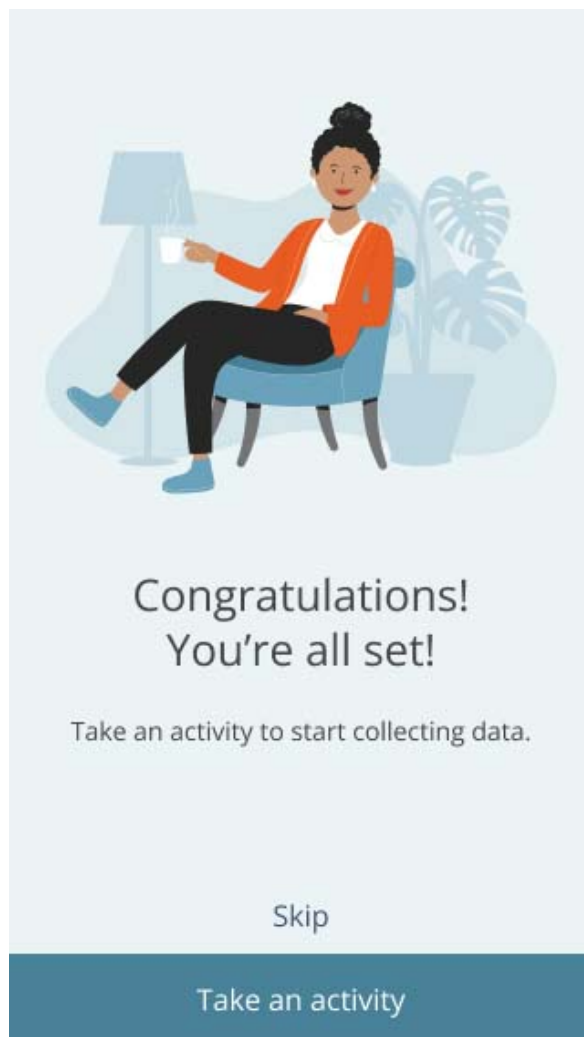 Congratulations!
You’re all set!
Take an activity to start collecting data.
Skip
Take an activity